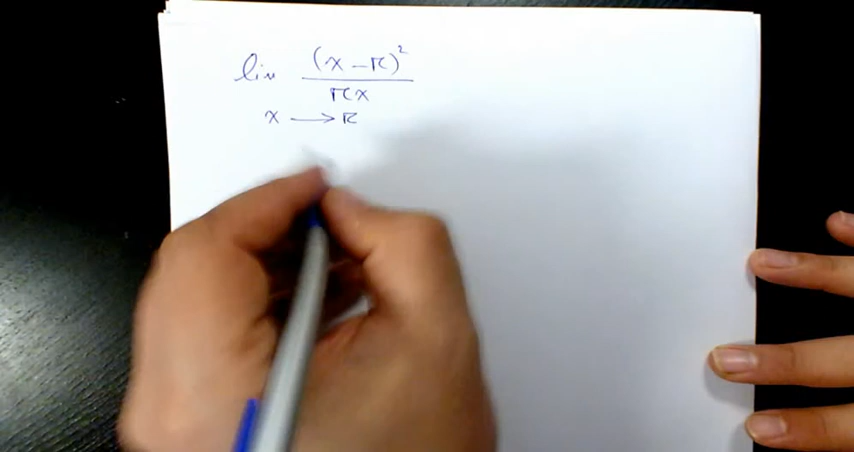 lim (x - π)² / πx
x → π